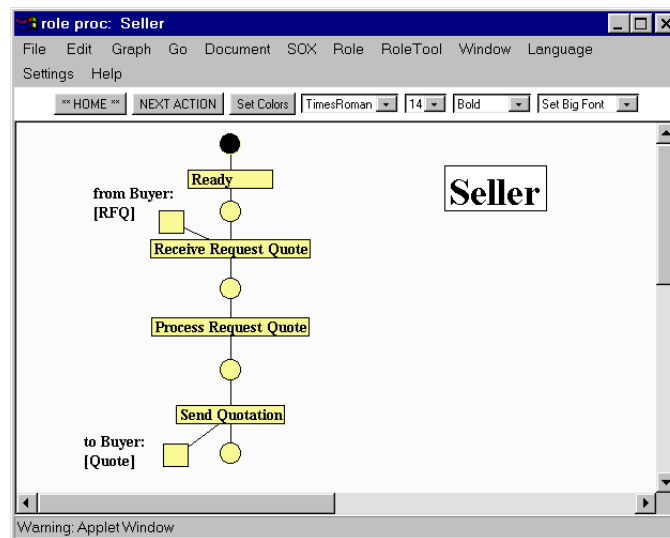 role proc: Seller
File Edit Graph Go Document SOX Role RoleTool Window Language
Settings Help
** HOME ** NEXT ACTION Set Colors TimesRoman 14 Bold Set Big Font
Ready
Seller
from Buyer:
[RFQ]
Receive Request Quote
Process Request Quote
Send Quotation
to Buyer:
[Quote]
Warning: Applet Window